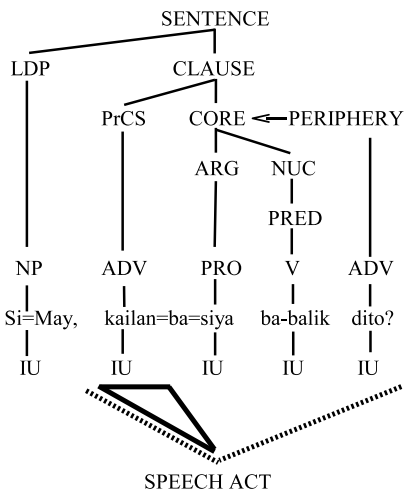 SENTENCE
LDP CLAUSE
PrCS CORE PERIPHERY
ARG NUC
PRED
NP ADV PRO V ADV
Si=May, kailan=ba=siya ba-balik dito?
IU IU IU IU IU
SPEECH ACT